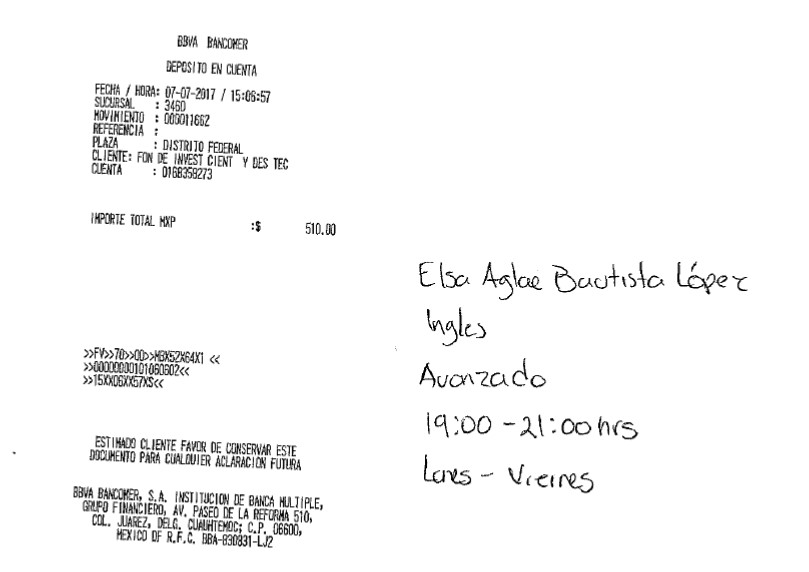 BBVA BANCOMER
DEPOSITO EN CUENTA
FECHA / HORA: 07-07-2017 / 15:06:57
SUCURSAL : 3460
MOVIMIENTO : 000011662
REFERENCIA :
PLAZA : DISTRITO FEDERAL
CLIENTE: FON DE INVEST CIENT Y DES TEC
CUENTA : 0168359273
IMPORTE TOTAL MXP :$ 510.00
>>FV>>70>>OD>>M3X52X64X1 <<
>>00000000101060602<<
>>15XX06XX57XS<<
ESTIMADO CLIENTE FAVOR DE CONSERVAR ESTE
DOCUMENTO PARA CUALQUIER ACLARACION FUTURA
BBVA BANCOMER, S.A. INSTITUCION DE BANCA MULTIPLE,
GRUPO FINANCIERO, AV. PASEO DE LA REFORMA 510,
COL. JUAREZ, DELG. CUAUHTEMOC; C.P. 06600,
MEXICO DF R.F.C. BBA-830831-LJ2
Elsa Aglae Bautista López
Ingles
Avanzado
19:00 - 21:00 hrs
Lunes - Viernes